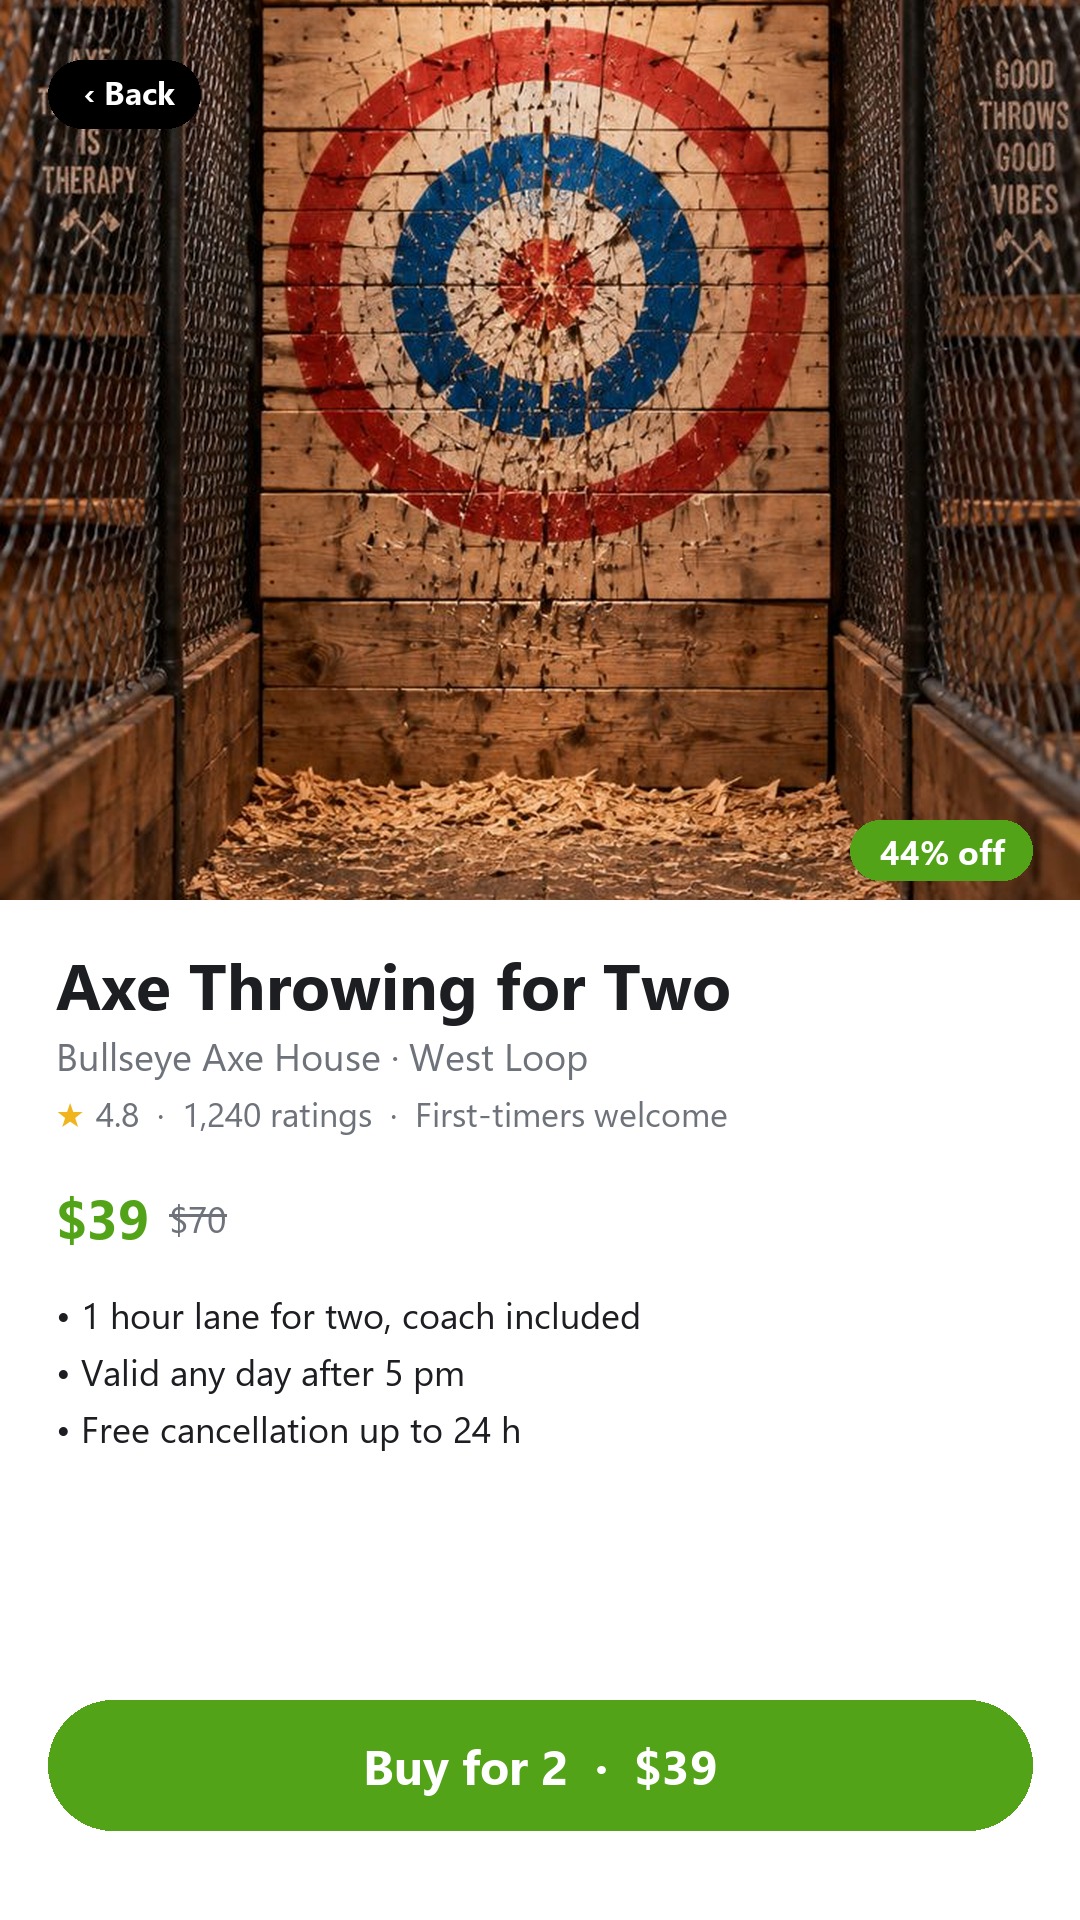 AXE
IS
THERAPY
‹ Back
GOOD
THROWS
GOOD
VIBES
44% off
Axe Throwing for Two
Bullseye Axe House · West Loop
★ 4.8 · 1,240 ratings · First-timers welcome
$39 $70
• 1 hour lane for two, coach included
• Valid any day after 5 pm
• Free cancellation up to 24 h
Buy for 2 · $39